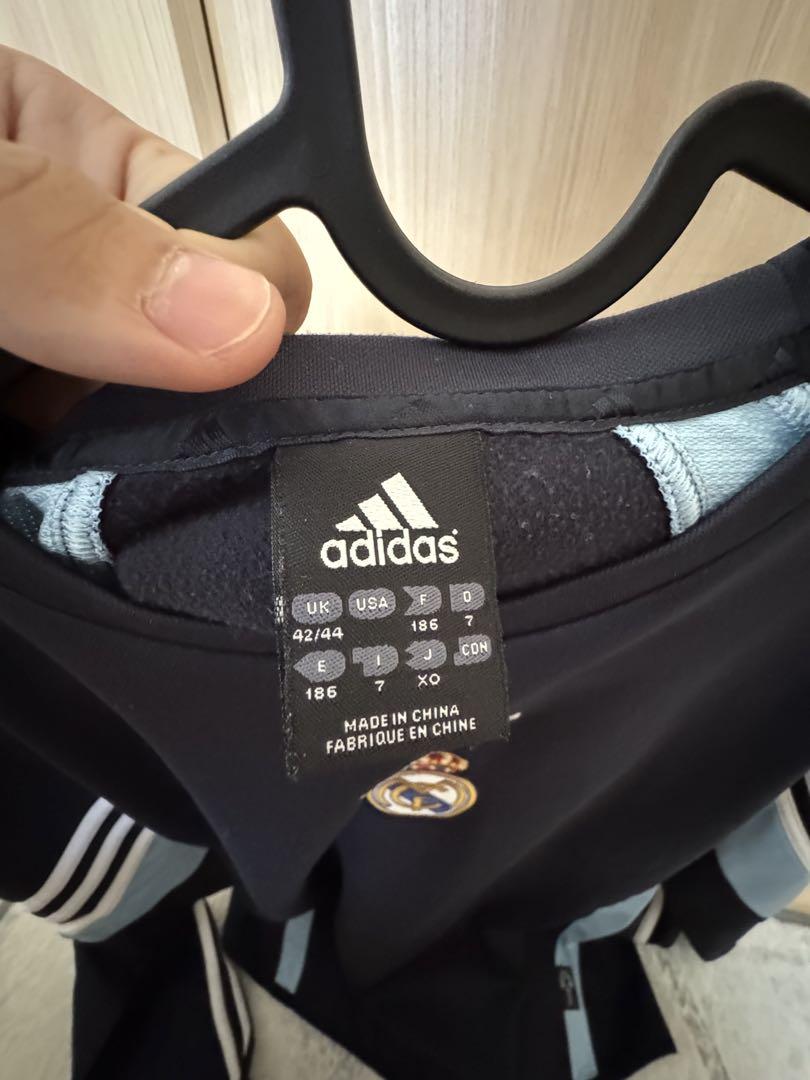 adidas
UK USA F D
42/44 186 7
E I J CDN
186 7 XO
MADE IN CHINA
FABRIQUE EN CHINE